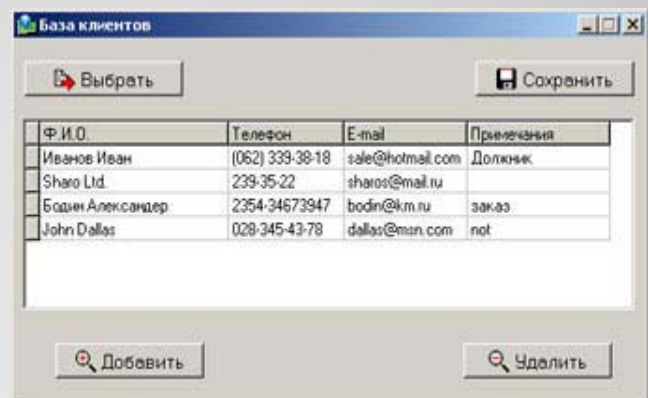 База клиентов
Выбрать Сохранить
Ф.И.О. Телефон E-mail Примечания
Иванов Иван (062) 339-38-18 sale@hotmail.com Должник
Sharo Ltd. 239-35-22 sharos@mail.ru
Бодин Александер 2354-34673947 bodin@km.ru заказ
John Dallas 028-345-43-78 dallas@msn.com not
Добавить Удалить